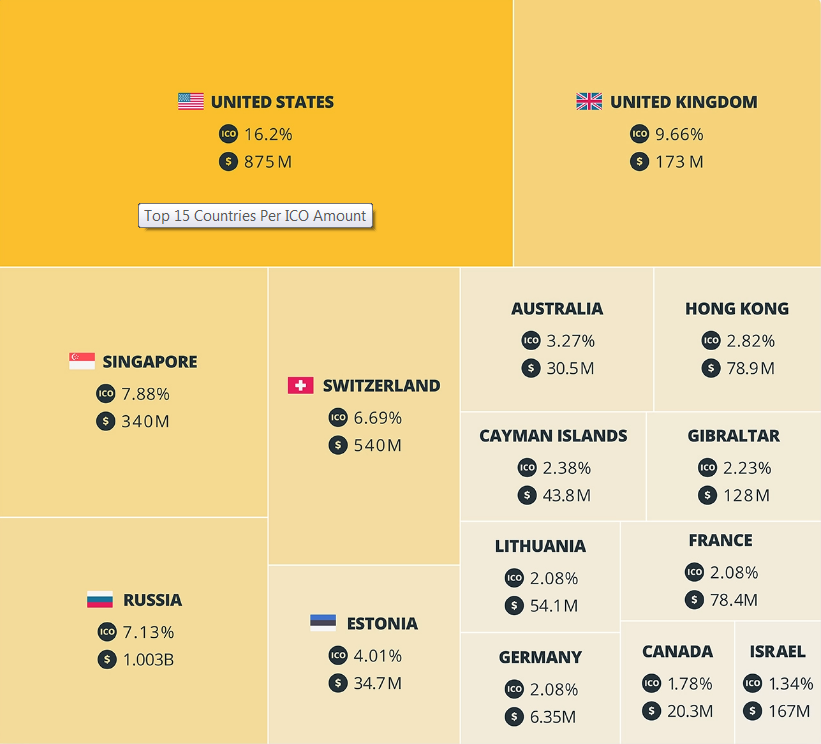 UNITED STATES
ICO 16.2%
$ 875 M
Top 15 Countries Per ICO Amount
UNITED KINGDOM
ICO 9.66%
$ 173 M
SINGAPORE
ICO 7.88%
$ 340M
RUSSIA
ICO 7.13%
$ 1.003B
SWITZERLAND
ICO 6.69%
$ 540M
ESTONIA
ICO 4.01%
$ 34.7M
AUSTRALIA
ICO 3.27%
$ 30.5M
HONG KONG
ICO 2.82%
$ 78.9M
CAYMAN ISLANDS
ICO 2.38%
$ 43.8M
GIBRALTAR
ICO 2.23%
$ 128M
LITHUANIA
ICO 2.08%
$ 54.1M
FRANCE
ICO 2.08%
$ 78.4M
GERMANY
ICO 2.08%
$ 6.35M
CANADA
ICO 1.78%
$ 20.3M
ISRAEL
ICO 1.34%
$ 167M